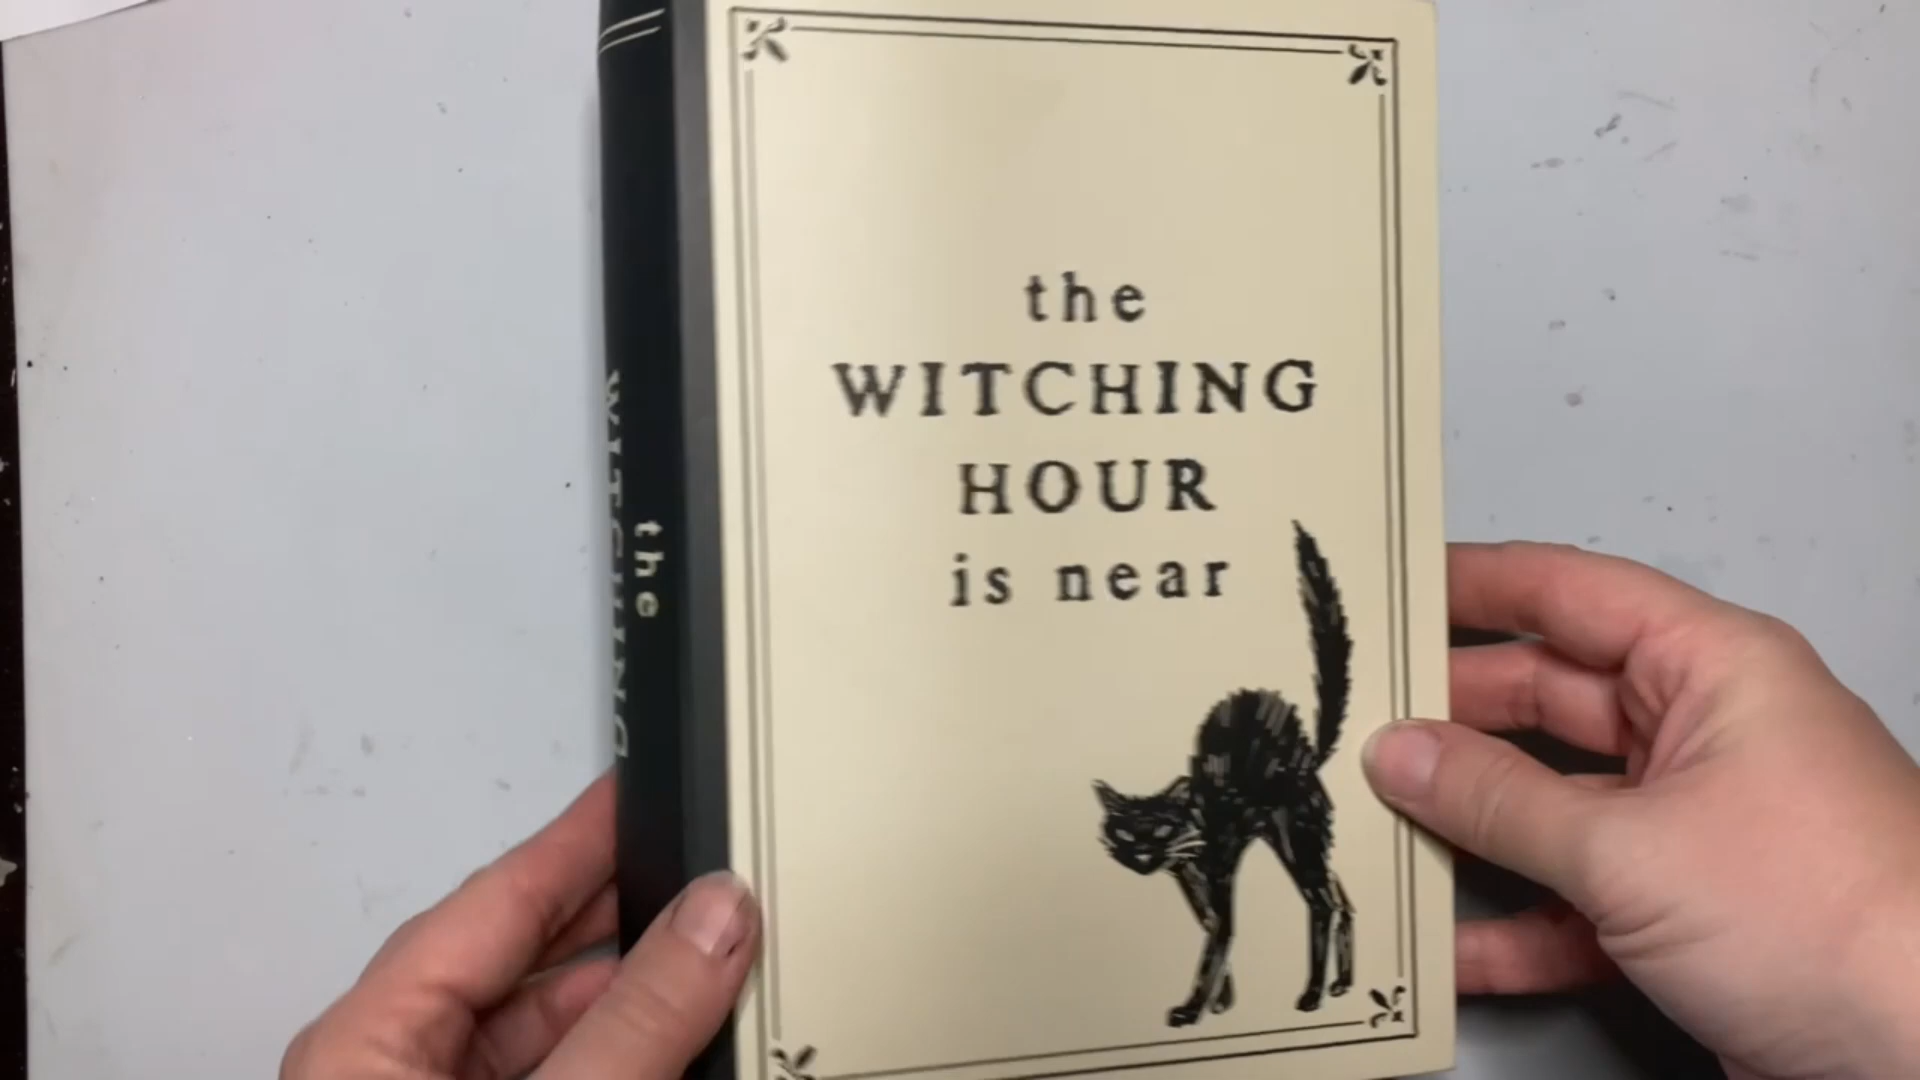 the
WITCHING
HOUR
is near
the
WITCHING